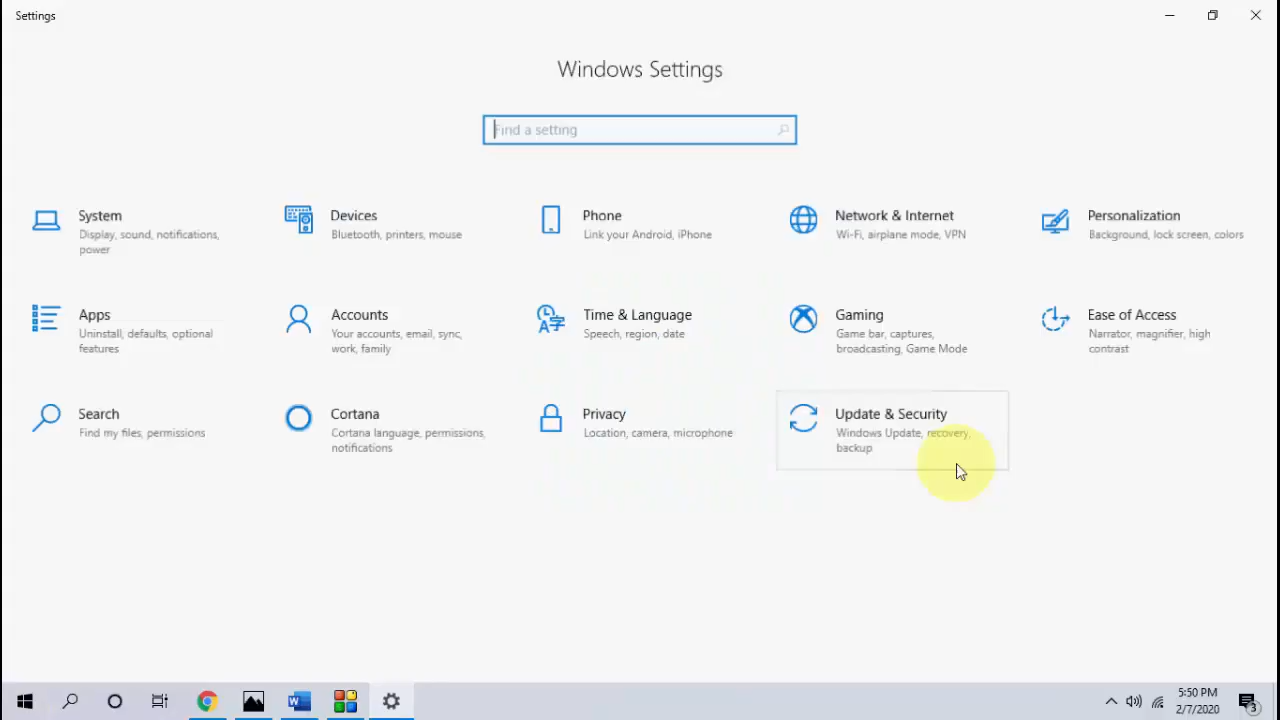 Settings
Windows Settings
Find a setting
System
Display, sound, notifications,
power
Devices
Bluetooth, printers, mouse
Phone
Link your Android, iPhone
Network & Internet
Wi-Fi, airplane mode, VPN
Personalization
Background, lock screen, colors
Apps
Uninstall, defaults, optional
features
Accounts
Your accounts, email, sync,
work, family
Time & Language
Speech, region, date
Gaming
Game bar, captures,
broadcasting, Game Mode
Ease of Access
Narrator, magnifier, high
contrast
Search
Find my files, permissions
Cortana
Cortana language, permissions,
notifications
Privacy
Location, camera, microphone
Update & Security
Windows Update, recovery,
backup
5:50 PM
2/7/2020
3